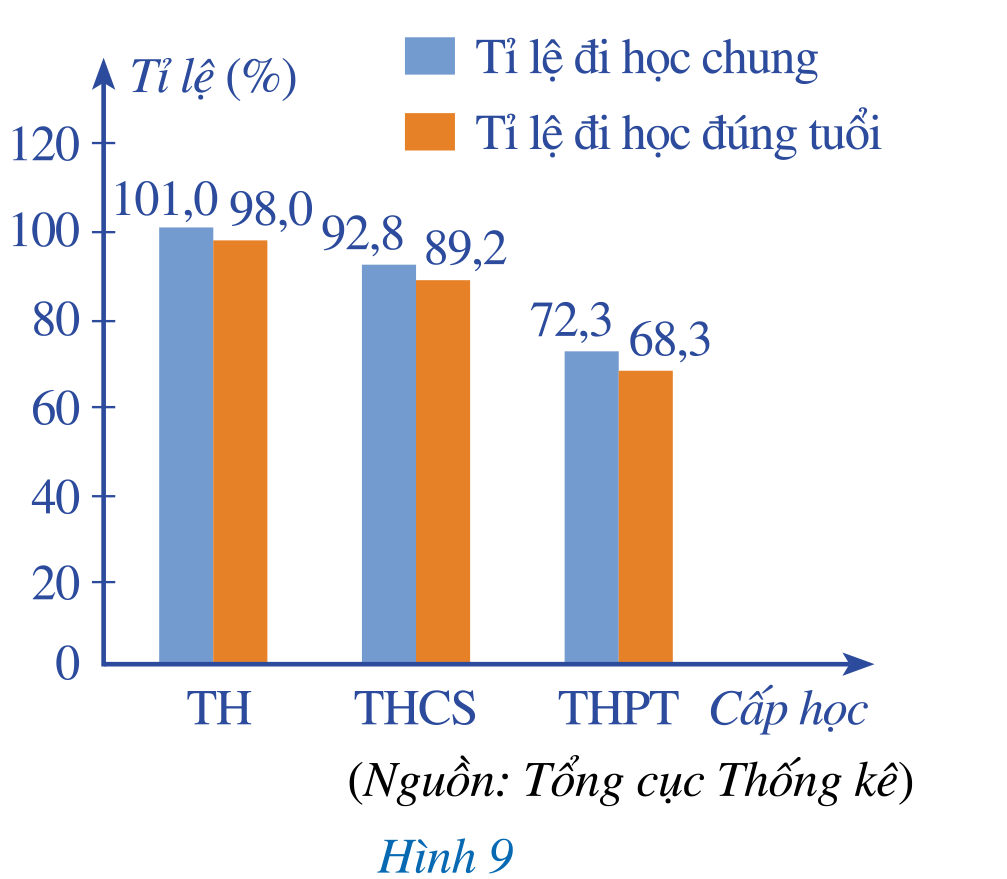 Tỉ lệ (%)
Tỉ lệ đi học chung
Tỉ lệ đi học đúng tuổi
120
100
80
60
40
20
0
101,0 98,0
92,8 89,2
72,3 68,3
TH THCS THPT Cấp học
(Nguồn: Tổng cục Thống kê)
Hình 9